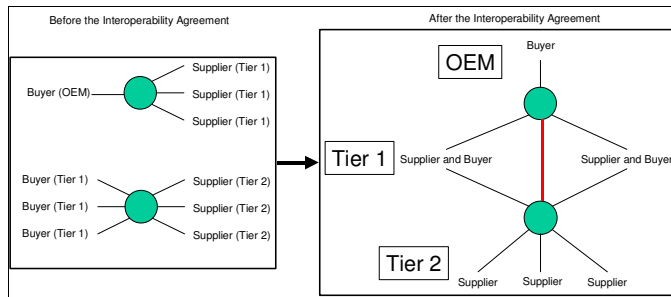 Before the Interoperability Agreement
After the Interoperability Agreement
Buyer (OEM)
Supplier (Tier 1)
Supplier (Tier 1)
Supplier (Tier 1)
Buyer (Tier 1)
Buyer (Tier 1)
Buyer (Tier 1)
Supplier (Tier 2)
Supplier (Tier 2)
Supplier (Tier 2)
Buyer
OEM
Tier 1
Supplier and Buyer
Supplier and Buyer
Tier 2
Supplier
Supplier
Supplier